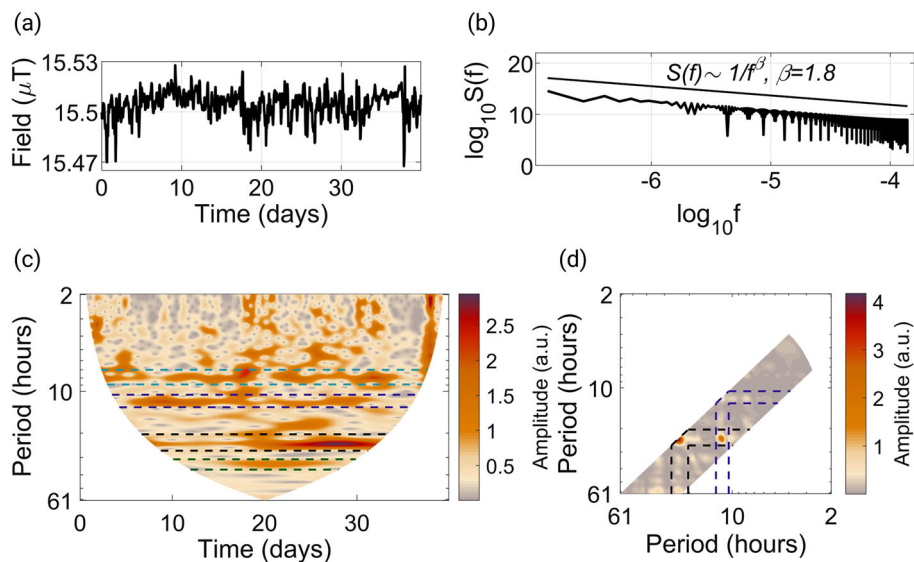 (a)
15.53
15.5
15.47
Field (μT)
0
10
20
30
Time (days)
(b)
20
10
0
log10S(f)
S(f)~ 1/fβ, β=1.8
-6
-5
-4
log10f
(c)
2
10
61
Period (hours)
0
10
20
30
Time (days)
2.5
2
1.5
1
0.5
Amplitude (a.u.)
(d)
2
10
61
Period (hours)
61
10
2
Period (hours)
4
3
2
1
Amplitude (a.u.)